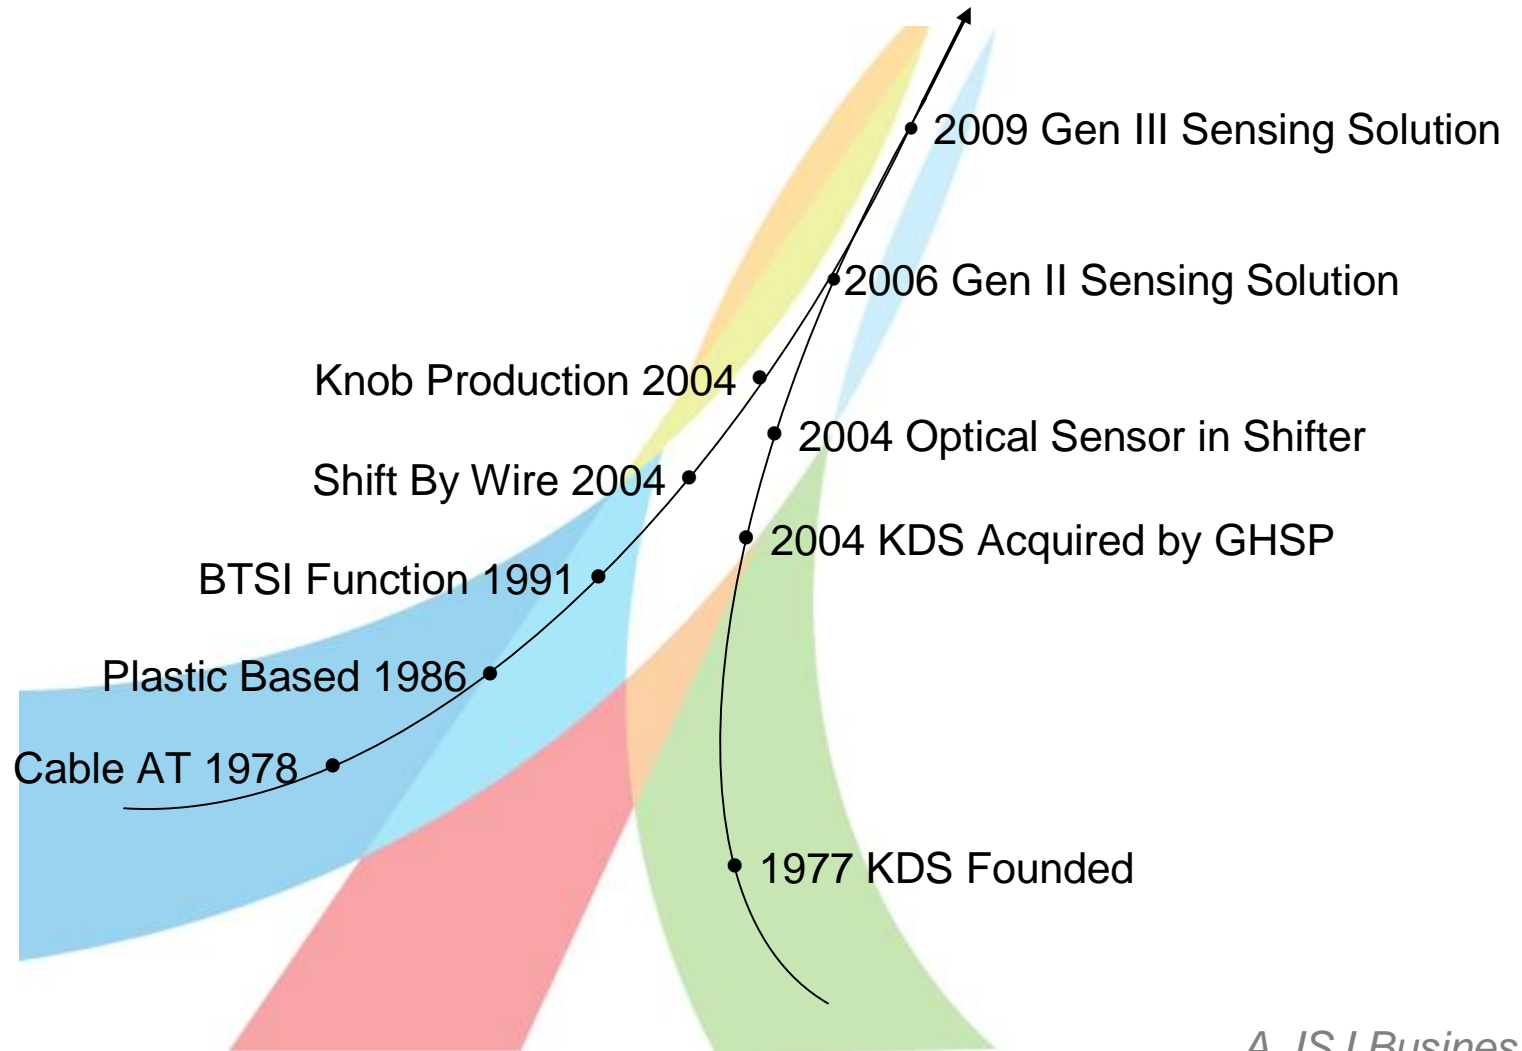 2009 Gen III Sensing Solution
2006 Gen II Sensing Solution
Knob Production 2004
2004 Optical Sensor in Shifter
Shift By Wire 2004
2004 KDS Acquired by GHSP
BTSI Function 1991
Plastic Based 1986
Cable AT 1978
1977 KDS Founded